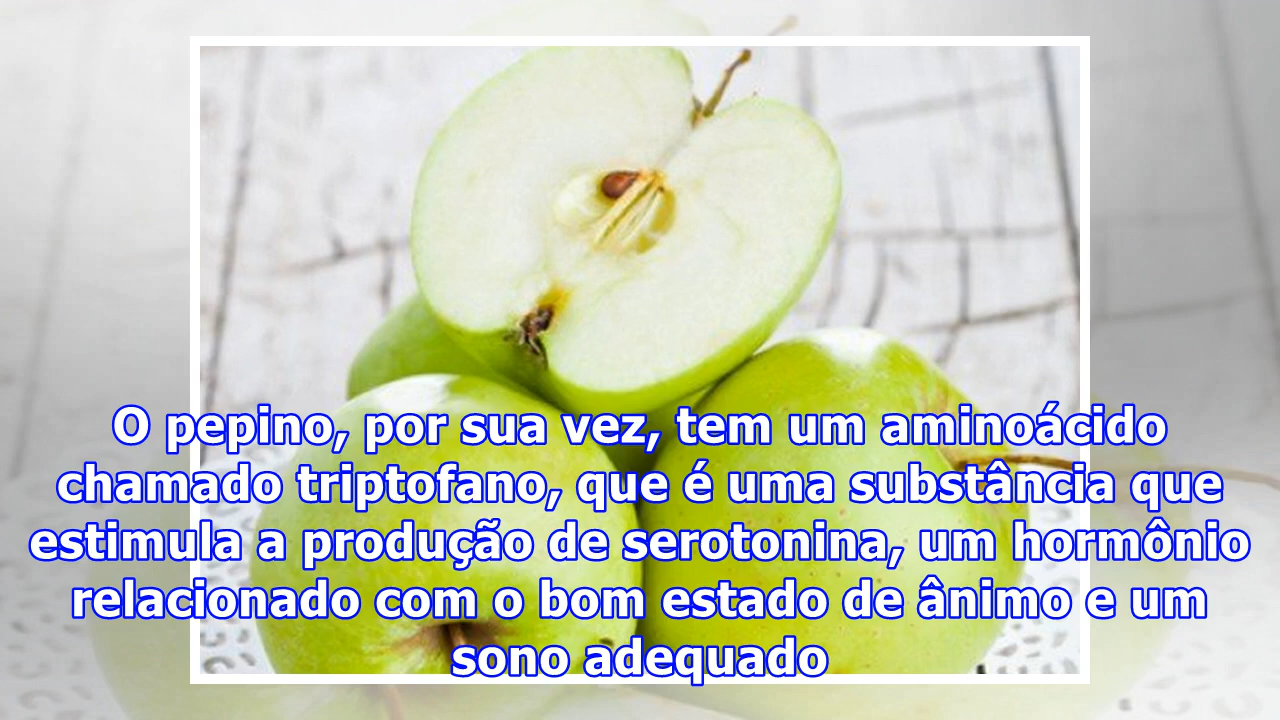 O pepino, por sua vez, tem um aminoácido
chamado triptofano, que é uma substância que
estimula a produção de serotonina, um hormônio
relacionado com o bom estado de ânimo e um
sono adequado